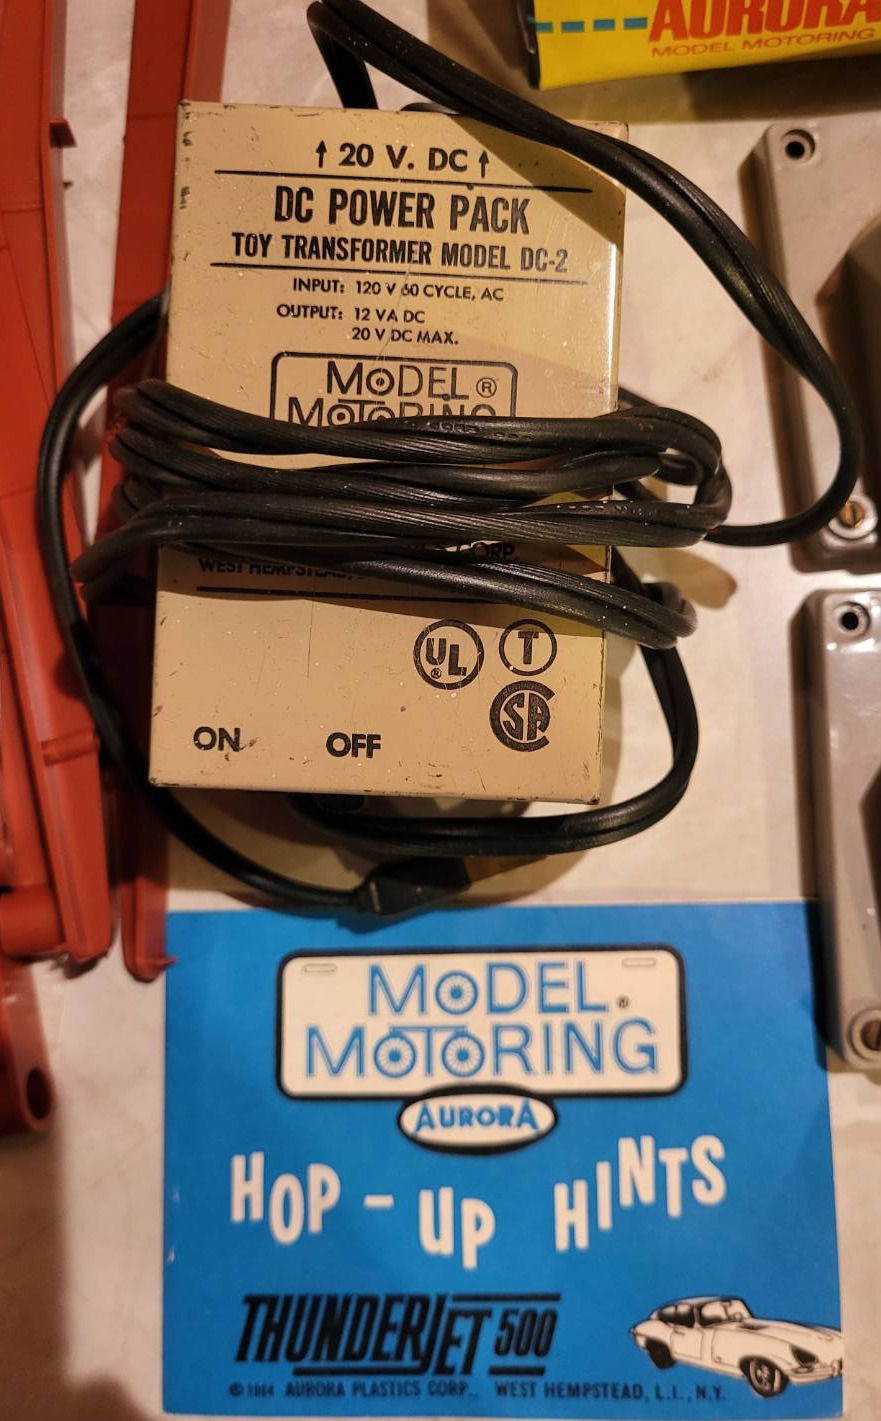 AURORA
MODEL MOTORING
↑ 20 V. DC ↑
DC POWER PACK
TOY TRANSFORMER MODEL DC-2
INPUT: 120 V 60 CYCLE, AC
OUTPUT: 12 VA DC
20 V DC MAX.
MODEL ®
MOTORING
CORP.
WEST HEMPSTEAD,
UL ®
T
SA
ON OFF
MODEL ®
MOTORING
AURORA
HOP-UP HINTS
THUNDERJET 500
© 1964 AURORA PLASTICS CORP., WEST HEMPSTEAD, L.I., N.Y.